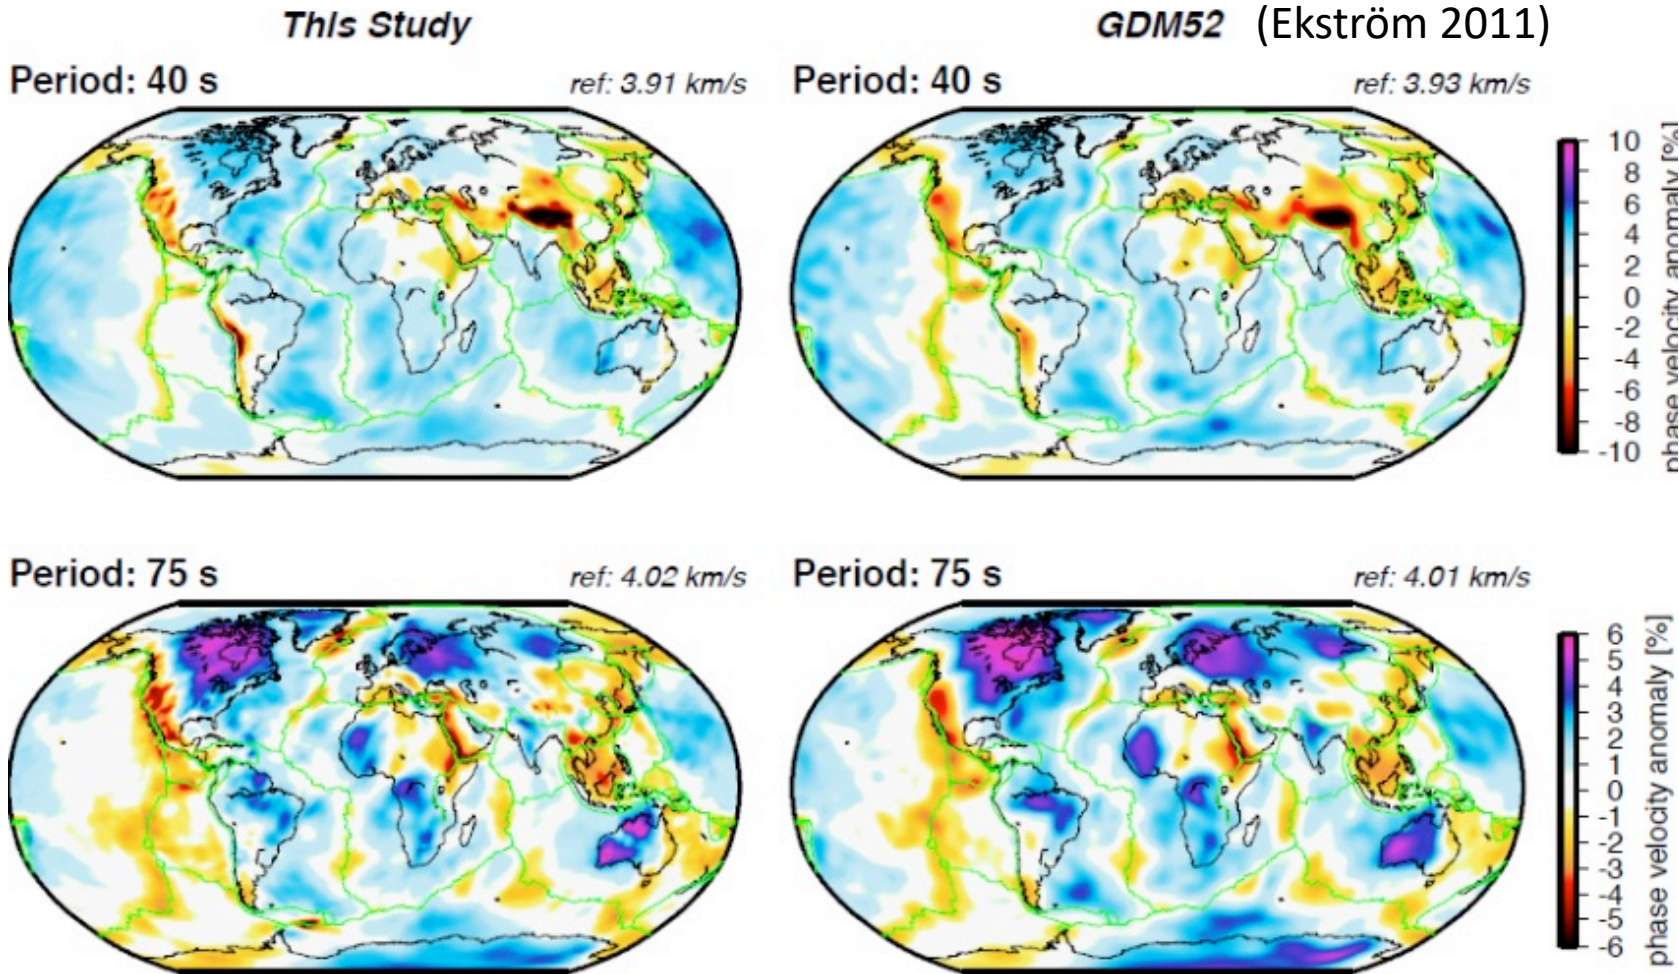 This Study
GDM52 (Ekström 2011)
Period: 40 s
ref: 3.91 km/s
Period: 40 s
ref: 3.93 km/s
10
8
6
4
2
0
-2
-4
-6
-8
-10
phase velocity anomaly [%]
Period: 75 s
ref: 4.02 km/s
Period: 75 s
ref: 4.01 km/s
6
5
4
3
2
1
0
-1
-2
-3
-4
-5
-6
phase velocity anomaly [%]